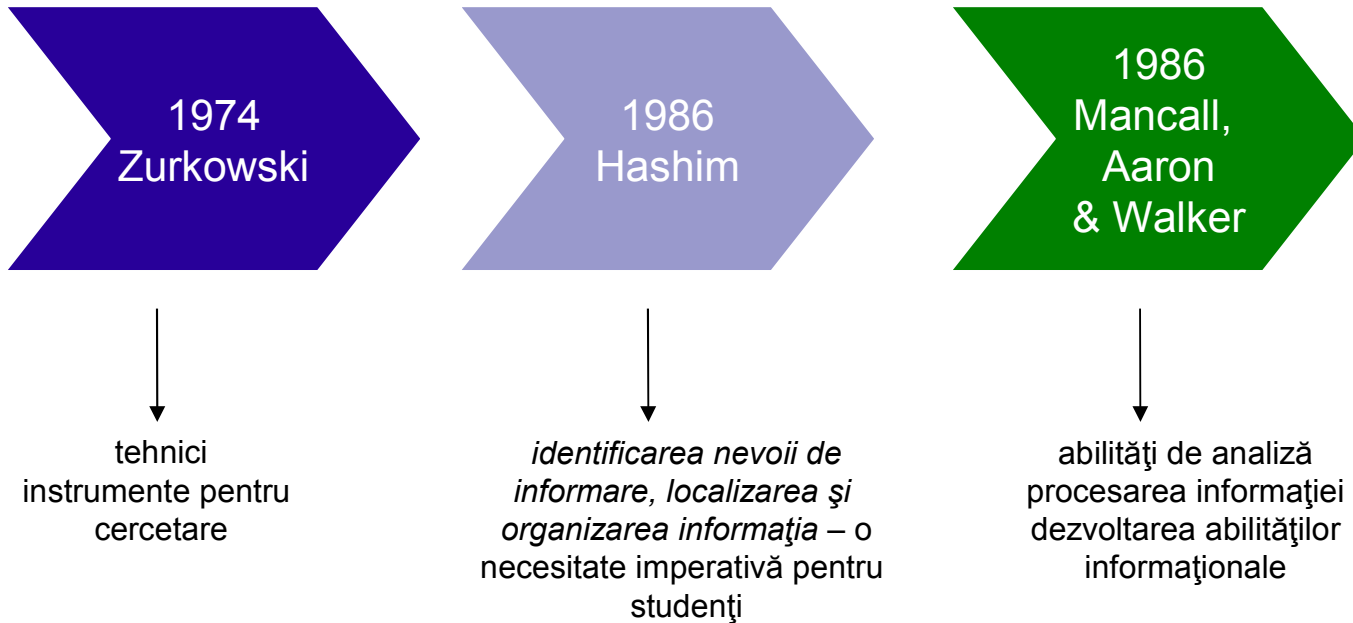 1974
Zurkowski
1986
Hashim
1986
Mancall,
Aaron
& Walker
tehnici
instrumente pentru
cercetare
identificarea nevoii de
informare, localizarea şi
organizarea informaţia – o
necesitate imperativă pentru
studenţi
abilităţi de analiză
procesarea informaţiei
dezvoltarea abilităţilor
informaţionale